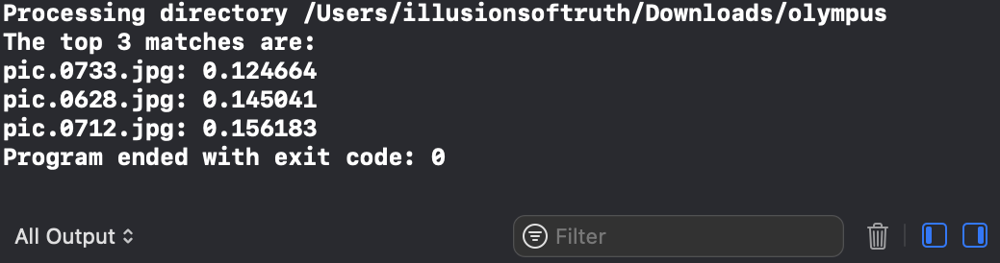 Processing directory /Users/illusionsoftruth/Downloads/olympus
The top 3 matches are:
pic.0733.jpg: 0.124664
pic.0628.jpg: 0.145041
pic.0712.jpg: 0.156183
Program ended with exit code: 0
All Output
Filter